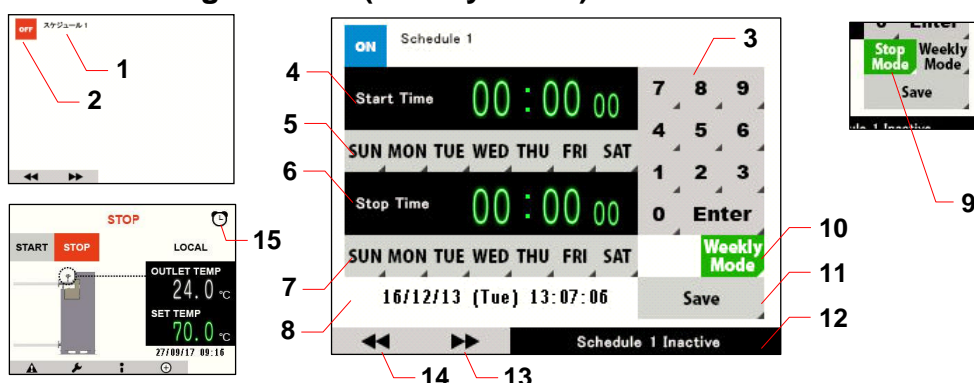 OFF スケジュール 1
1
2
◀◀ ▶▶
STOP
15
START STOP LOCAL
OUTLET TEMP
24.0 ℃
SET TEMP
70.0 ℃
27/09/17 09:16
ON Schedule 1
3
4
Start Time 00:00 00
7 8 9
4 5 6
5
SUN MON TUE WED THU FRI SAT
1 2 3
6
Stop Time 00:00 00
0 Enter
10
Weekly
Mode
7
SUN MON TUE WED THU FRI SAT
11
8
16/12/13 (Tue) 13:07:06
Save
12
◀◀ ▶▶ Schedule 1 Inactive
14 13
Enter
Stop Weekly
Mode Mode
Save
9